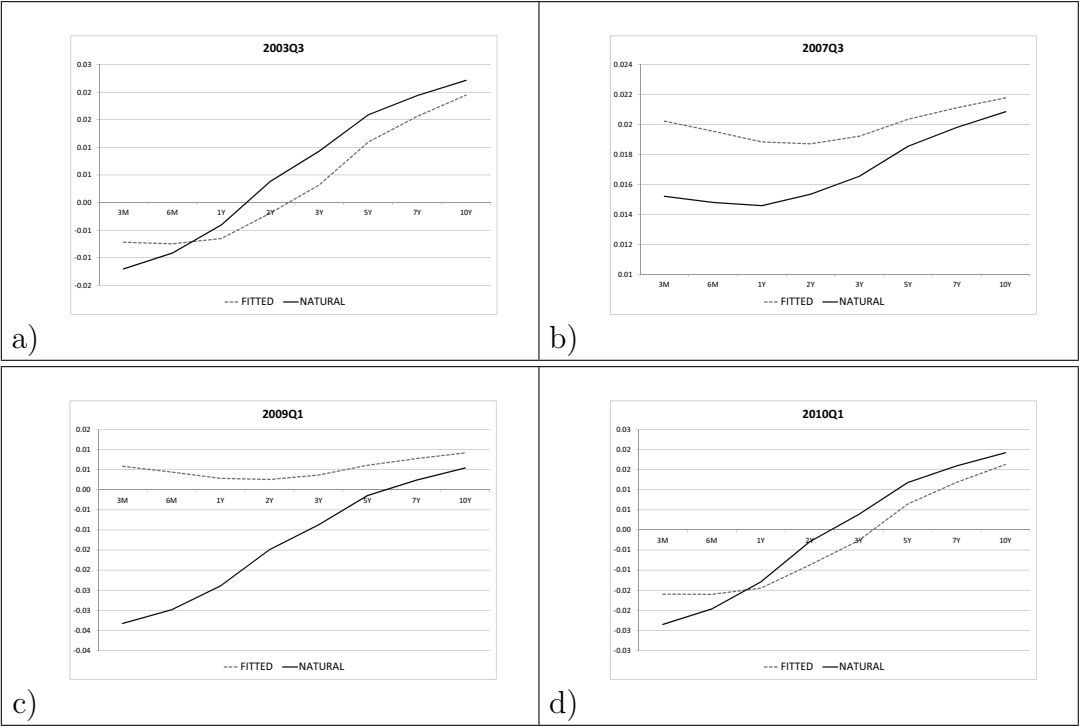 2003Q3
0.03
0.02
0.02
0.01
0.01
0.00
-0.01
-0.01
-0.02
3M 6M 1Y 2Y 3Y 5Y 7Y 10Y
FITTED NATURAL
a)
2007Q3
0.024
0.022
0.02
0.018
0.016
0.014
0.012
0.01
3M 6M 1Y 2Y 3Y 5Y 7Y 10Y
FITTED NATURAL
b)
2009Q1
0.02
0.01
0.01
0.00
-0.01
-0.01
-0.02
-0.02
-0.03
-0.03
-0.04
3M 6M 1Y 2Y 3Y 5Y 7Y 10Y
FITTED NATURAL
c)
2010Q1
0.03
0.02
0.02
0.01
0.01
0.00
-0.01
-0.01
-0.02
-0.02
-0.03
-0.03
3M 6M 1Y 2Y 3Y 5Y 7Y 10Y
FITTED NATURAL
d)